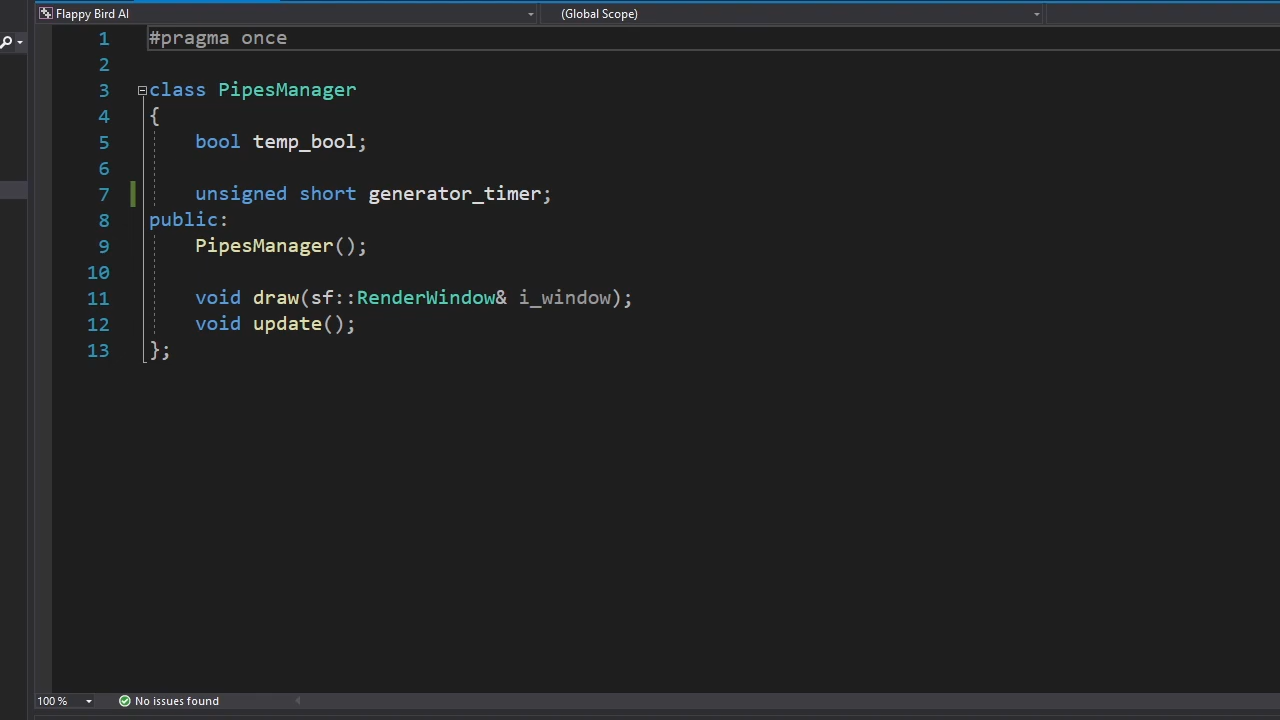 Flappy Bird AI (Global Scope)
1 #pragma once
2
3 class PipesManager
4 {
5 bool temp_bool;
6
7 unsigned short generator_timer;
8 public:
9 PipesManager();
10
11 void draw(sf::RenderWindow& i_window);
12 void update();
13 };
100 % No issues found